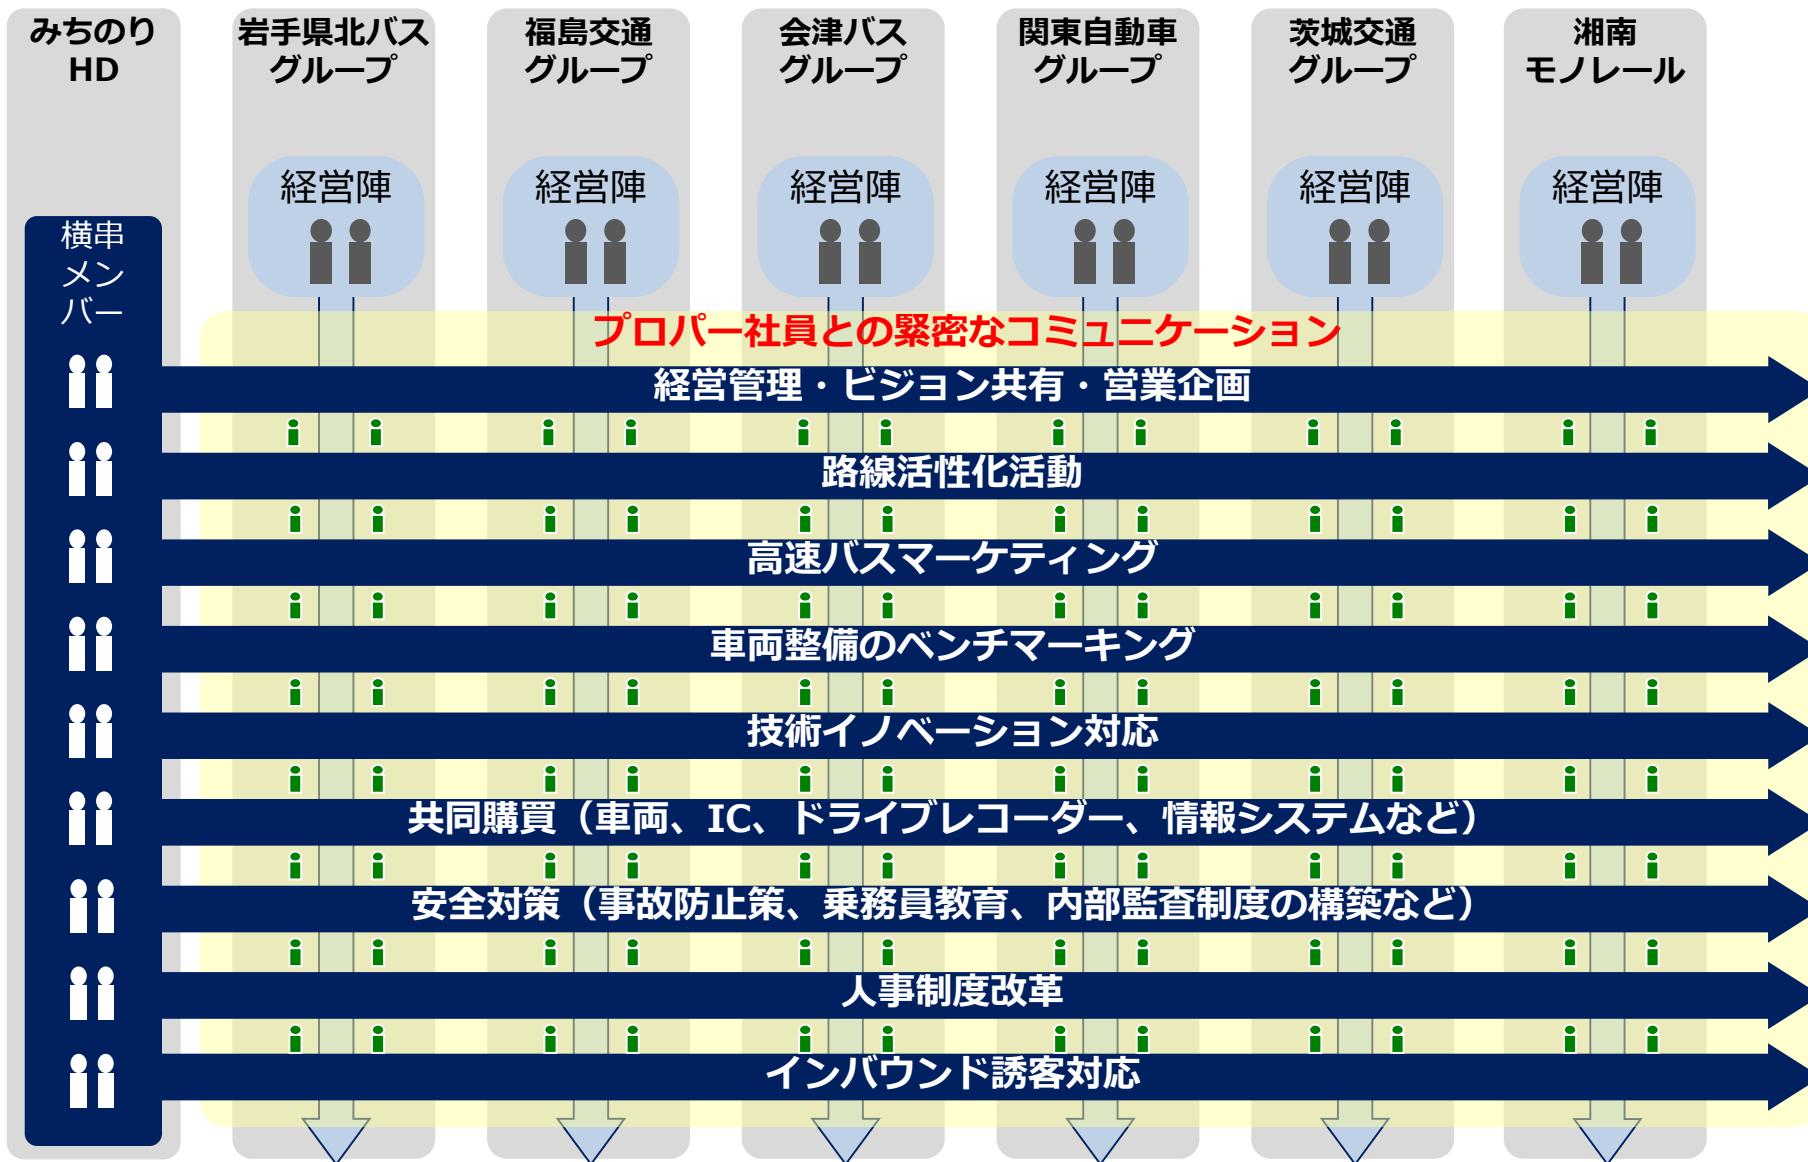 みちのり
HD
岩手県北バス
グループ
福島交通
グループ
会津バス
グループ
関東自動車
グループ
茨城交通
グループ
湘南
モノレール
経営陣
経営陣
経営陣
経営陣
経営陣
経営陣
横串
メン
バー
プロパー社員との緊密なコミュニケーション
経営管理・ビジョン共有・営業企画
路線活性化活動
高速バスマーケティング
車両整備のベンチマーキング
技術イノベーション対応
共同購買（車両、IC、ドライブレコーダー、情報システムなど）
安全対策（事故防止策、乗務員教育、内部監査制度の構築など）
人事制度改革
インバウンド誘客対応